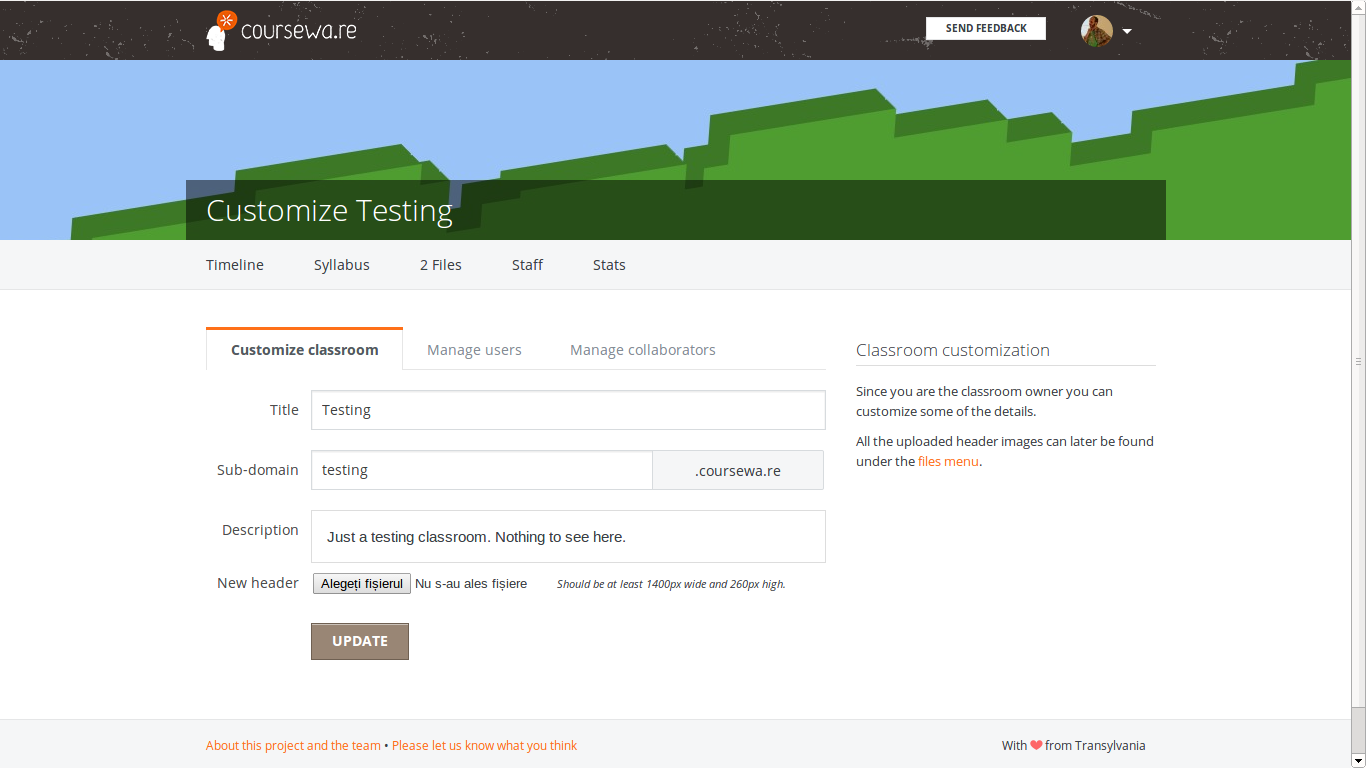 coursewa.re
SEND FEEDBACK
Customize Testing
Timeline Syllabus 2 Files Staff Stats
Customize classroom Manage users Manage collaborators
Title Testing
Sub-domain testing .coursewa.re
Description Just a testing classroom. Nothing to see here.
New header Alegeți fișierul Nu s-au ales fișiere Should be at least 1400px wide and 260px high.
UPDATE
Classroom customization
Since you are the classroom owner you can
customize some of the details.
All the uploaded header images can later be found
under the files menu.
About this project and the team • Please let us know what you think
With ❤ from Transylvania